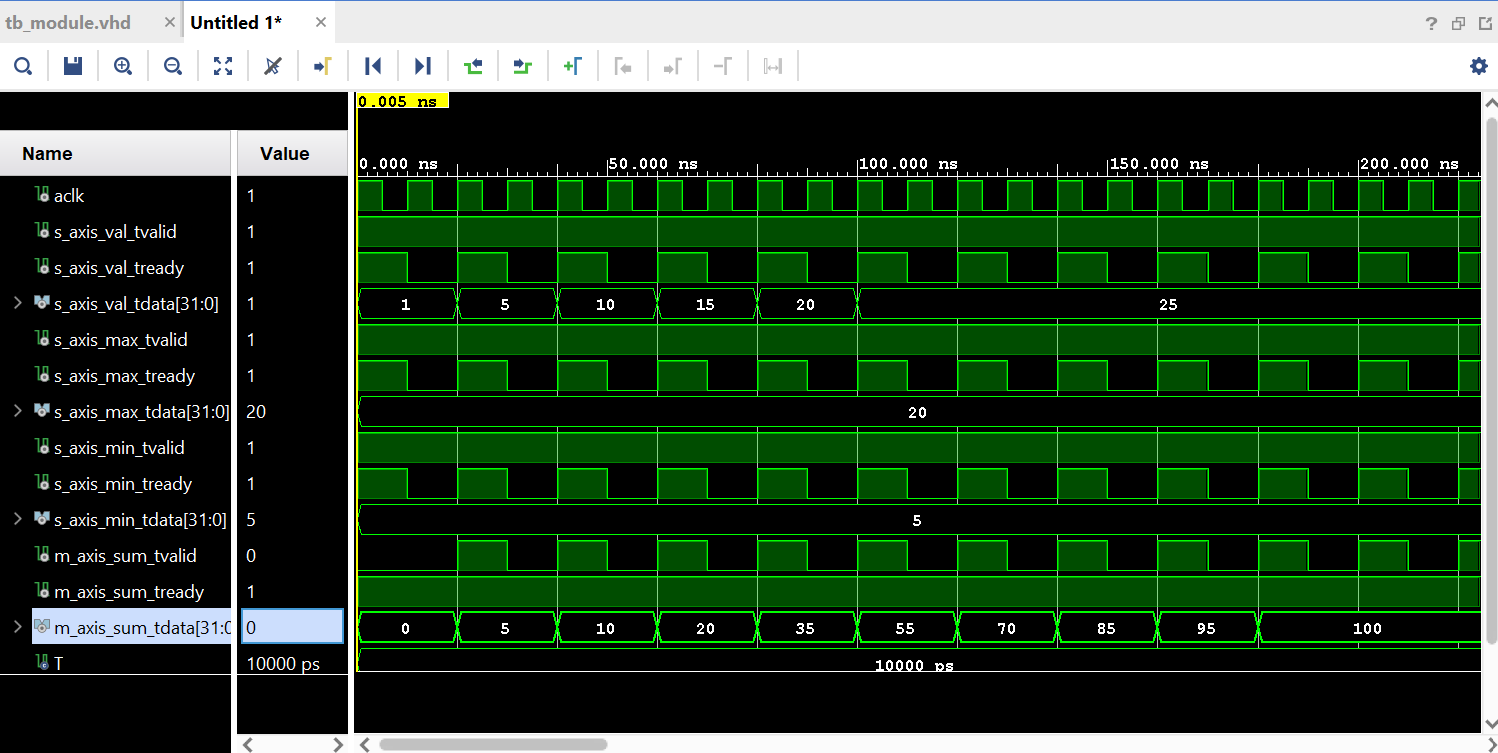 tb_module.vhd × Untitled 1* ×
?
0.005 ns
Name Value
0.000 ns 50.000 ns 100.000 ns 150.000 ns 200.000 ns
aclk 1
s_axis_val_tvalid 1
s_axis_val_tready 1
s_axis_val_tdata[31:0] 1 1 5 10 15 20 25
s_axis_max_tvalid 1
s_axis_max_tready 1
s_axis_max_tdata[31:0] 20 20
s_axis_min_tvalid 1
s_axis_min_tready 1
s_axis_min_tdata[31:0] 5 5
m_axis_sum_tvalid 0
m_axis_sum_tready 1
m_axis_sum_tdata[31:0 0 0 5 10 20 35 55 70 85 95 100
T 10000 ps 10000 ps